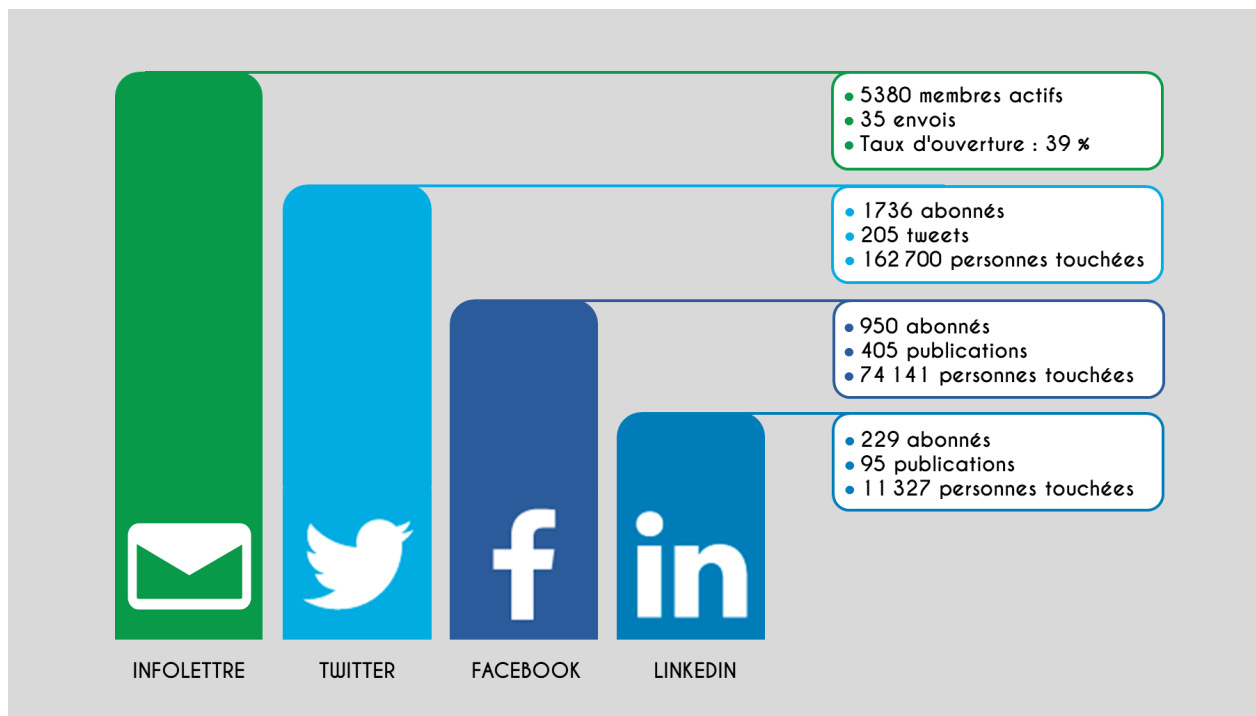 • 5380 membres actifs
• 35 envois
• Taux d'ouverture : 39 %
• 1736 abonnés
• 205 tweets
• 162 700 personnes touchées
• 950 abonnés
• 405 publications
• 74 141 personnes touchées
• 229 abonnés
• 95 publications
• 11 327 personnes touchées
f
in
INFOLETTRE TWITTER FACEBOOK LINKEDIN